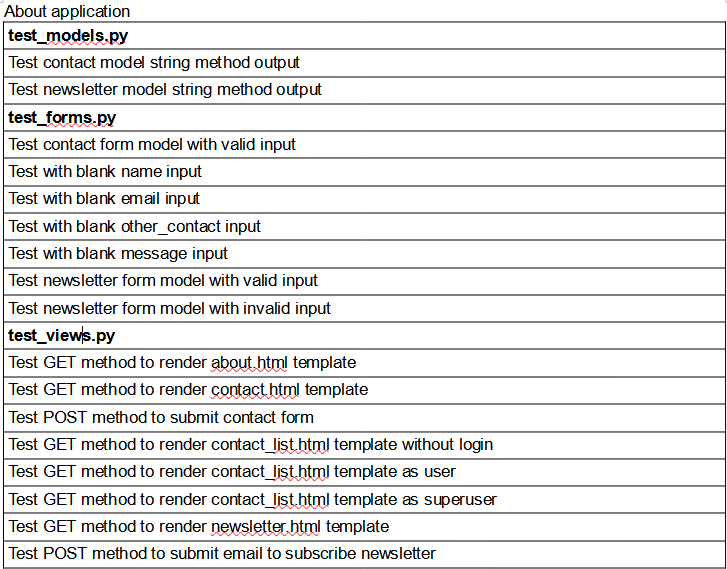 About application
test_models.py
Test contact model string method output
Test newsletter model string method output
test_forms.py
Test contact form model with valid input
Test with blank name input
Test with blank email input
Test with blank other_contact input
Test with blank message input
Test newsletter form model with valid input
Test newsletter form model with invalid input
test_views.py
Test GET method to render about.html template
Test GET method to render contact.html template
Test POST method to submit contact form
Test GET method to render contact_list.html template without login
Test GET method to render contact_list.html template as user
Test GET method to render contact_list.html template as superuser
Test GET method to render newsletter.html template
Test POST method to submit email to subscribe newsletter